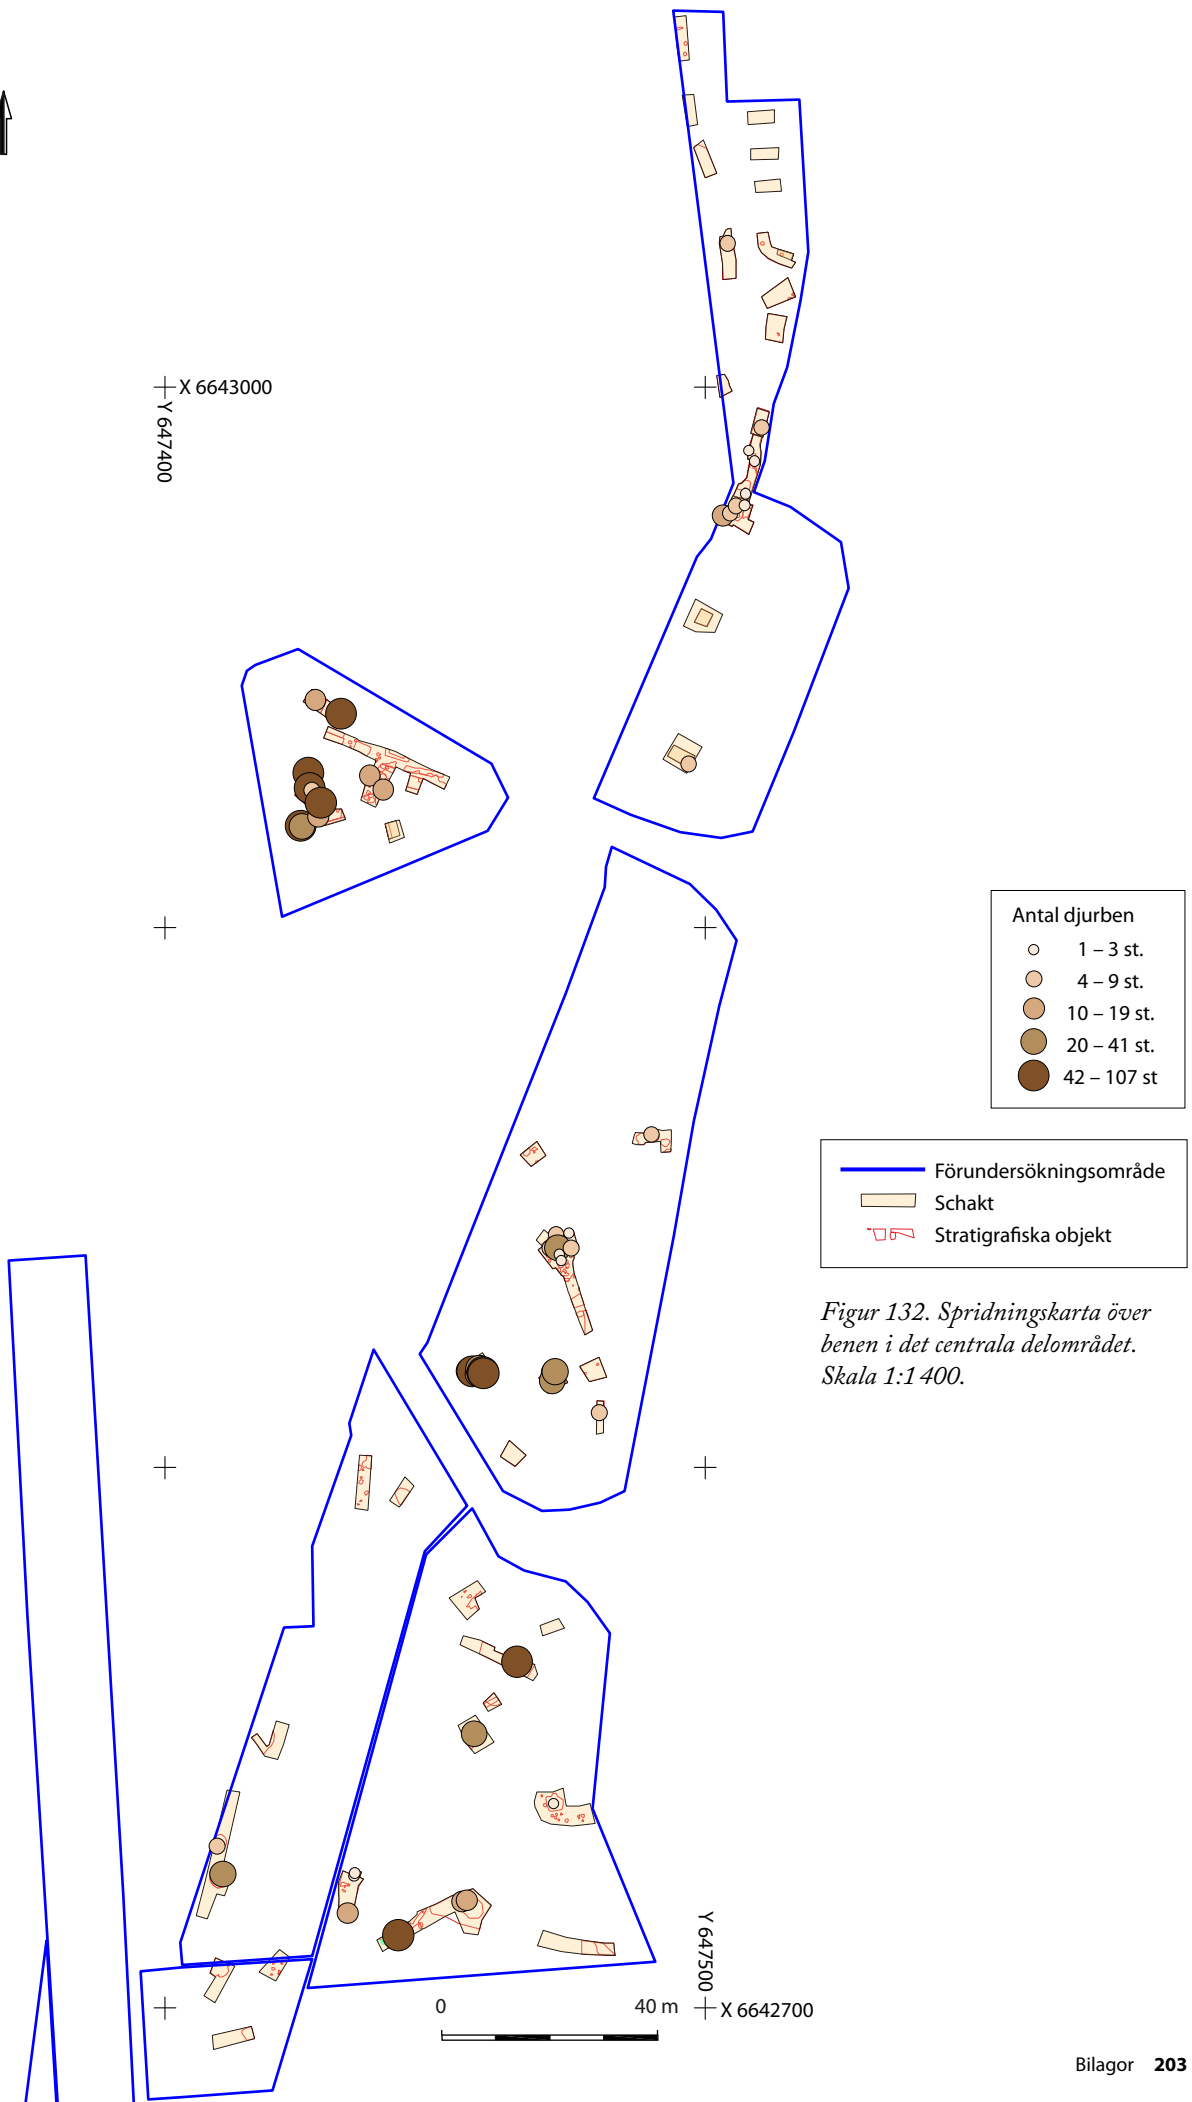 X 6643000
Y 647400
Antal djurben
1 – 3 st.
4 – 9 st.
10 – 19 st.
20 – 41 st.
42 – 107 st
Förundersökningsområde
Schakt
Stratigrafiska objekt
Figur 132. Spridningskarta över
benen i det centrala delområdet.
Skala 1:1 400.
Y 647500
0 40 m
X 6642700
Bilagor 203